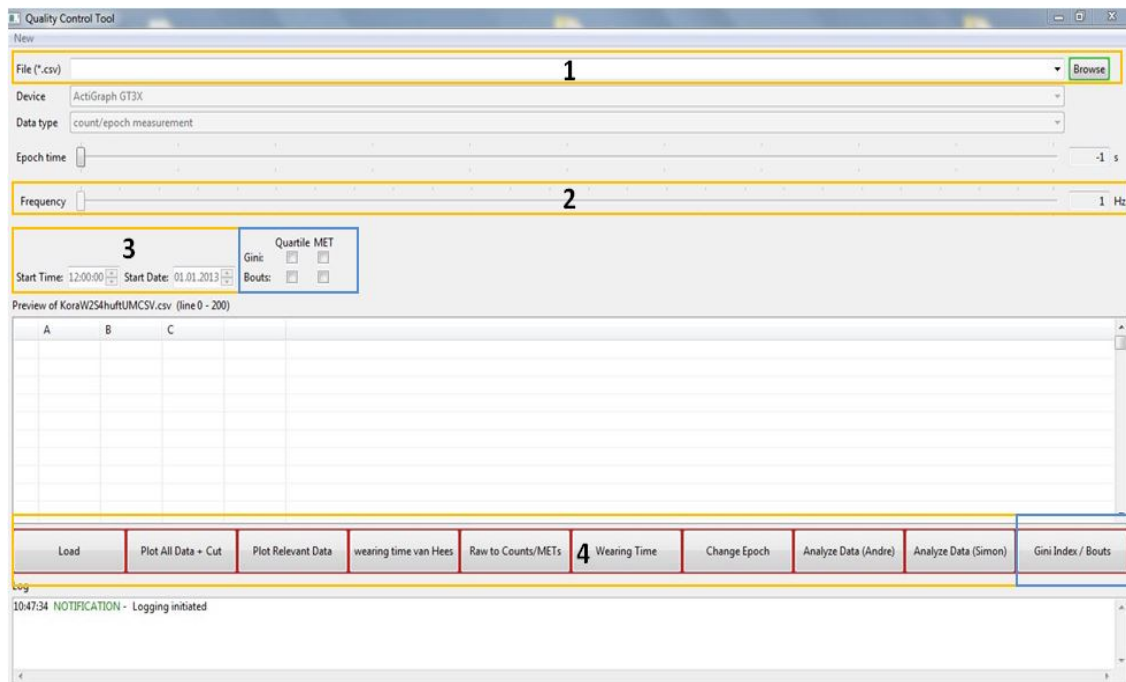 Quality Control Tool
New
File (*.csv) 1 Browse
Device ActiGraph GT3X
Data type count/epoch measurement
Epoch time -1 s
Frequency 2 1 Hz
3 Quartile MET
Gini:
Start Time: 12:00:00 Start Date: 01.01.2013 Bouts:
Preview of KoraW2S4huftUMCSV.csv (line 0 - 200)
A B C
Load Plot All Data + Cut Plot Relevant Data wearing time van Hees Raw to Counts/METs 4 Wearing Time Change Epoch Analyze Data (Andre) Analyze Data (Simon) Gini Index / Bouts
Log
10:47:34 NOTIFICATION - Logging initiated